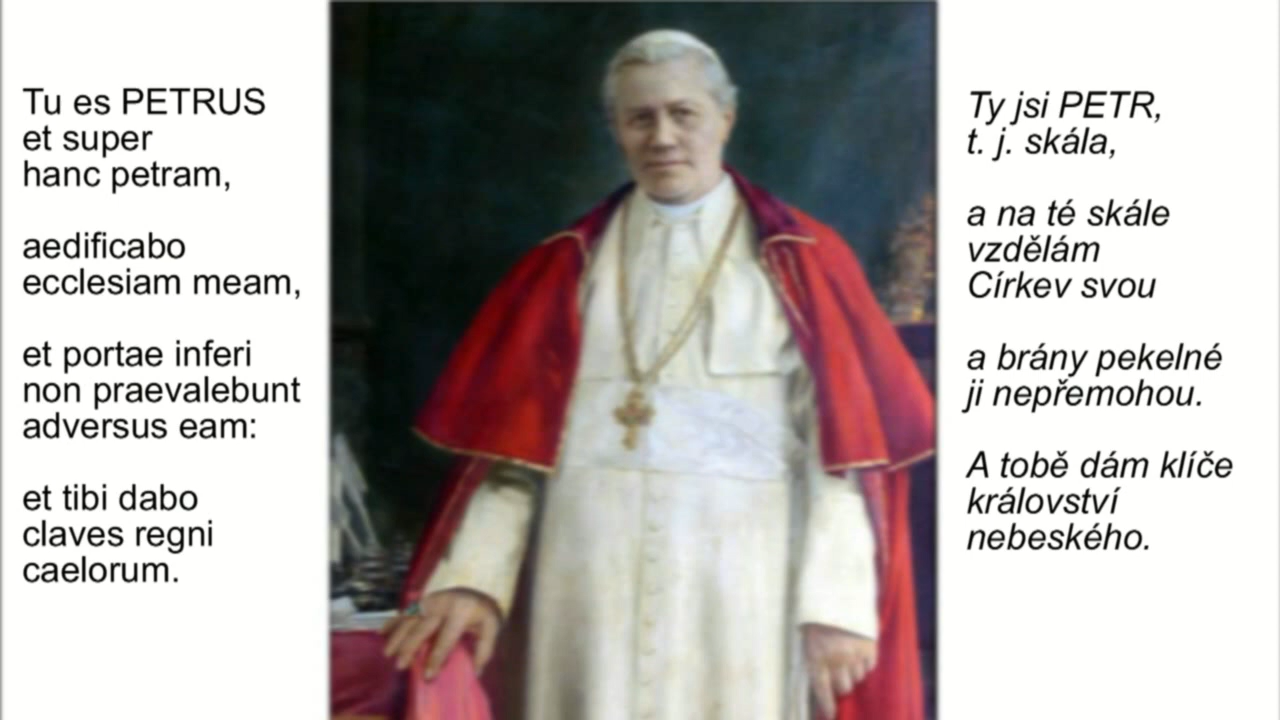 Tu es PETRUS
et super
hanc petram,
aedificabo
ecclesiam meam,
et portae inferi
non praevalebunt
adversus eam:
et tibi dabo
claves regni
caelorum.
Ty jsi PETR,
t. j. skála,
a na té skále
vzdělám
Církev svou
a brány pekelné
ji nepřemohou.
A tobě dám klíče
království
nebeského.